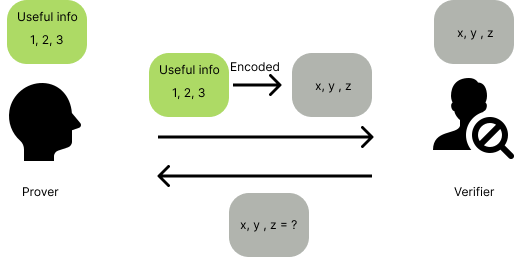 Useful info
1, 2, 3
x, y , z
Useful info
1, 2, 3
Encoded
x, y , z
Prover
Verifier
x, y , z = ?